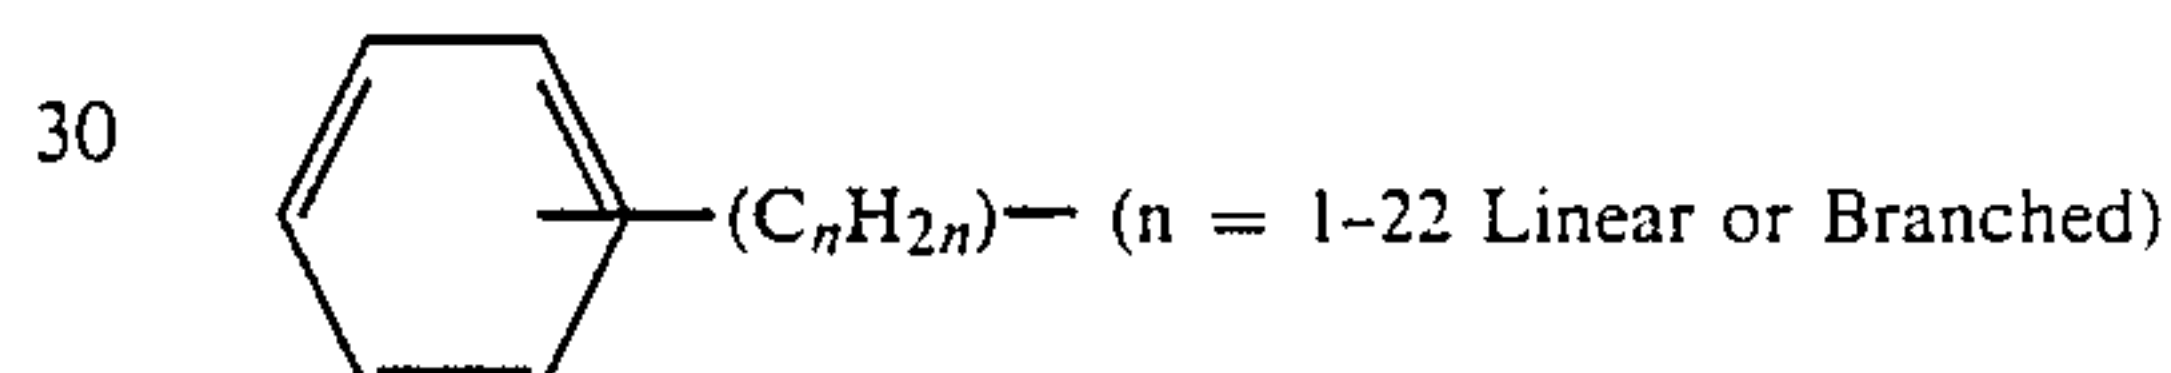 30
(CnH2n)— (n = 1-22 Linear or Branched)